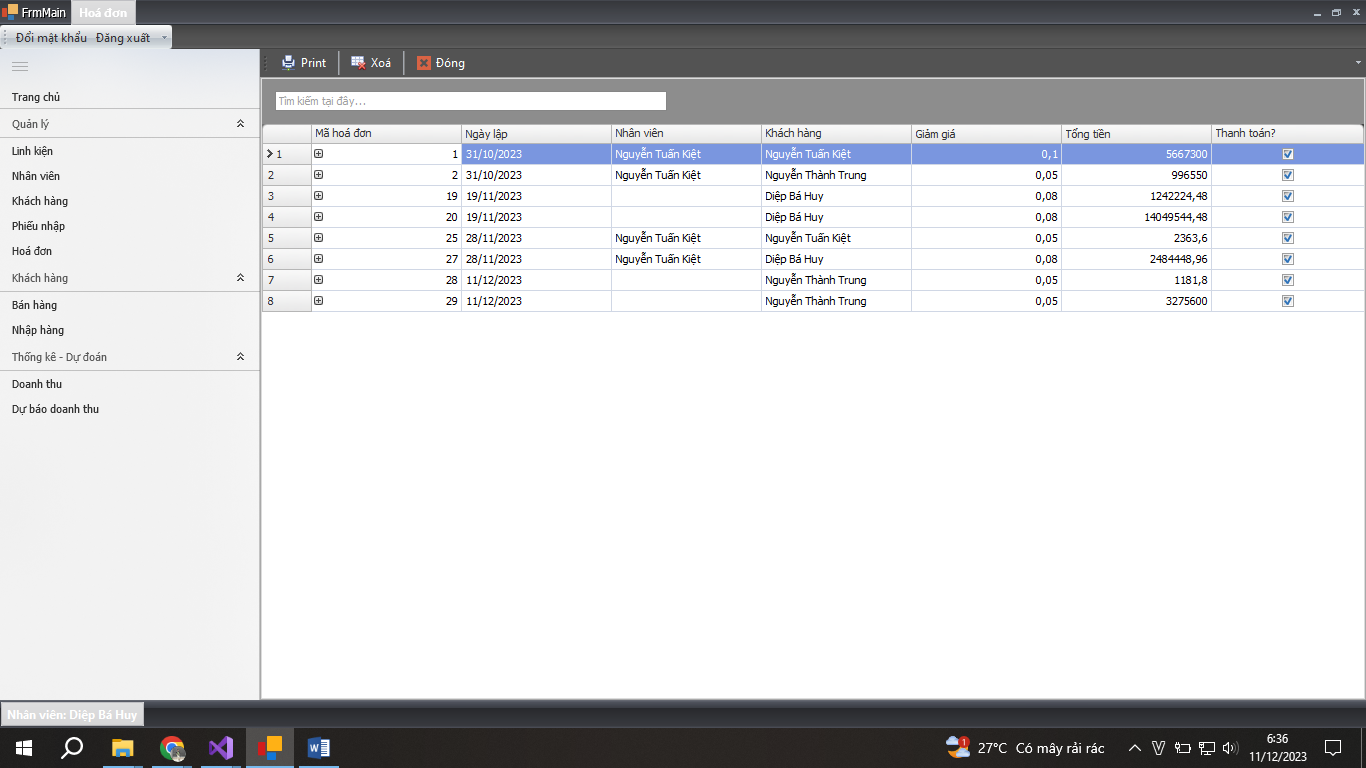 FrmMain Hoá đơn
Đổi mật khẩu Đăng xuất
Print Xoá Đóng
Tìm kiếm tại đây...
Trang chủ
Quản lý
Linh kiện
Nhân viên
Khách hàng
Phiếu nhập
Hoá đơn
Khách hàng
Bán hàng
Nhập hàng
Thống kê - Dự đoán
Doanh thu
Dự báo doanh thu
Mã hoá đơn Ngày lập Nhân viên Khách hàng Giảm giá Tổng tiền Thanh toán?
1 1 31/10/2023 Nguyễn Tuấn Kiệt Nguyễn Tuấn Kiệt 0,1 5667300
2 2 31/10/2023 Nguyễn Tuấn Kiệt Nguyễn Thành Trung 0,05 996550
3 19 19/11/2023 Diệp Bá Huy 0,08 1242224,48
4 20 19/11/2023 Diệp Bá Huy 0,08 14049544,48
5 25 28/11/2023 Nguyễn Tuấn Kiệt Nguyễn Tuấn Kiệt 0,05 2363,6
6 27 28/11/2023 Nguyễn Tuấn Kiệt Diệp Bá Huy 0,08 2484448,96
7 28 11/12/2023 Nguyễn Thành Trung 0,05 1181,8
8 29 11/12/2023 Nguyễn Thành Trung 0,05 3275600
Nhân viên: Diệp Bá Huy
1 27°C Có mây rải rác V 6:36
11/12/2023